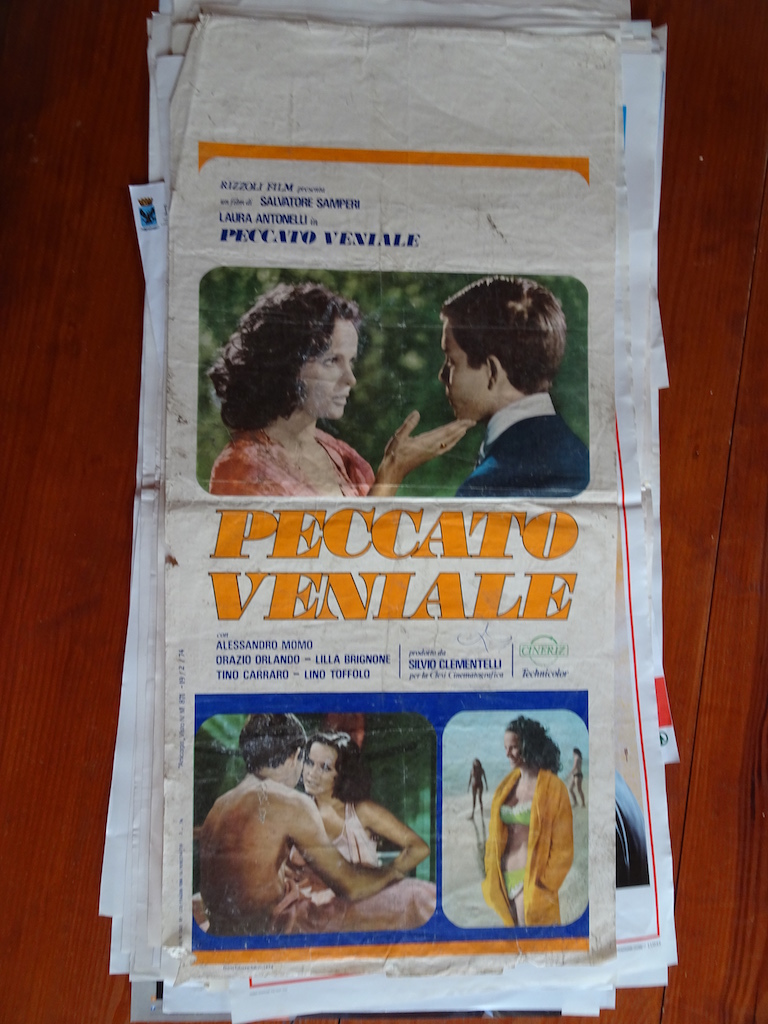 RIZZOLI FILM presenta
un film di SALVATORE SAMPERI
LAURA ANTONELLI in
PECCATO VENIALE
PECCATO
VENIALE
con
ALESSANDRO MOMO
ORAZIO ORLANDO - LILLA BRIGNONE
TINO CARRARO - LINO TOFFOLO
prodotto da
SILVIO CLEMENTELLI
per la Clesi Cinematografica
CINERIZ
Technicolor